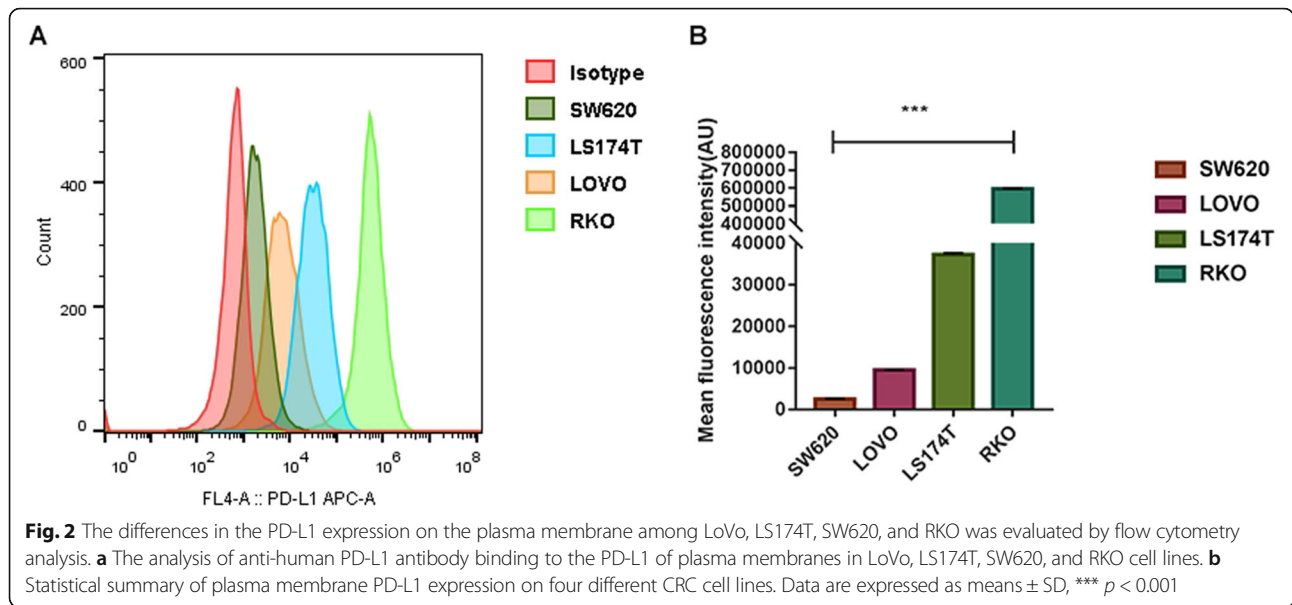 A
600
400
200
0
Count
10^0 10^2 10^4 10^6 10^8
FL4-A :: PD-L1 APC-A
Isotype
SW620
LS174T
LOVO
RKO
B
***
Mean fluorescence intensity(AU)
800000
700000
600000
500000
400000
40000
30000
20000
10000
0
SW620
LOVO
LS174T
RKO
SW620
LOVO
LS174T
RKO
Fig. 2 The differences in the PD-L1 expression on the plasma membrane among LoVo, LS174T, SW620, and RKO was evaluated by flow cytometry
analysis. a The analysis of anti-human PD-L1 antibody binding to the PD-L1 of plasma membranes in LoVo, LS174T, SW620, and RKO cell lines. b
Statistical summary of plasma membrane PD-L1 expression on four different CRC cell lines. Data are expressed as means ± SD, *** p < 0.001